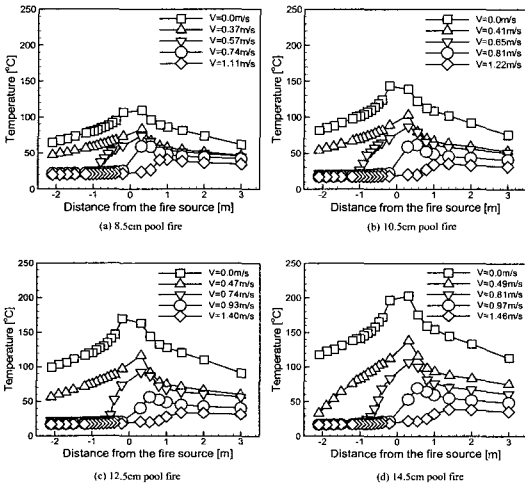 V=0.0m/s
V=0.37m/s
V=0.57m/s
V=0.74m/s
V=1.11m/s
250
200
150
100
50
0
-2 -1 0 1 2 3
Temperature [°C]
Distance from the fire source [m]
(a) 8.5cm pool fire
V=0.0m/s
V=0.41m/s
V=0.65m/s
V=0.81m/s
V=1.22m/s
250
200
150
100
50
0
-2 -1 0 1 2 3
Temperature [°C]
Distance from the fire source [m]
(b) 10.5cm pool fire
V=0.0m/s
V=0.47m/s
V=0.74m/s
V=0.93m/s
V=1.40m/s
250
200
150
100
50
0
-2 -1 0 1 2 3
Temperature [°C]
Distance from the fire source [m]
(c) 12.5cm pool fire
V=0.0m/s
V=0.49m/s
V=0.81m/s
V=0.97m/s
V=1.46m/s
250
200
150
100
50
0
-2 -1 0 1 2 3
Temperature [°C]
Distance from the fire source [m]
(d) 14.5cm pool fire